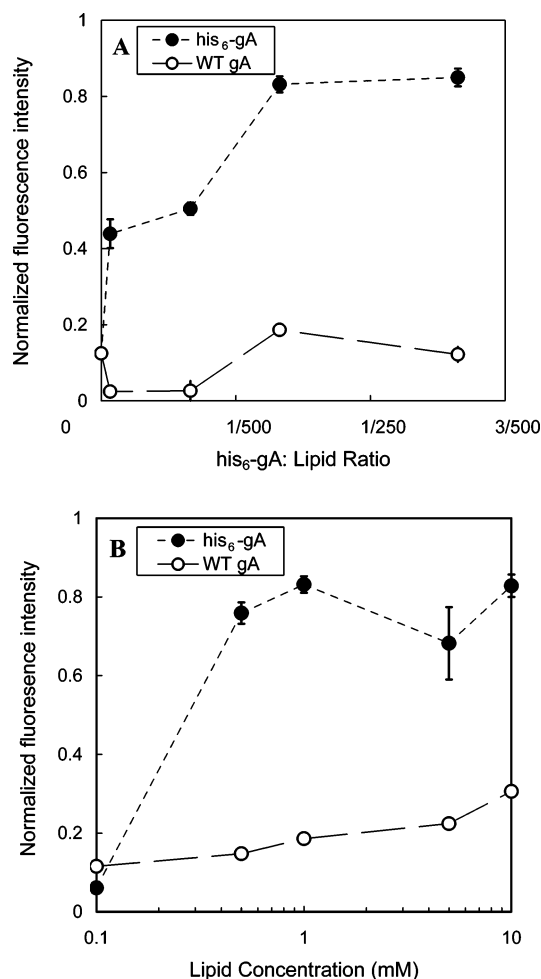 A
his6-gA
WT gA
Normalized fluorescence intensity
1
0.8
0.6
0.4
0.2
0
0 1/500 1/250 3/500
his6-gA: Lipid Ratio
B
his6-gA
WT gA
Normalized fluoresence intensity
1
0.8
0.6
0.4
0.2
0
0.1 1 10
Lipid Concentration (mM)